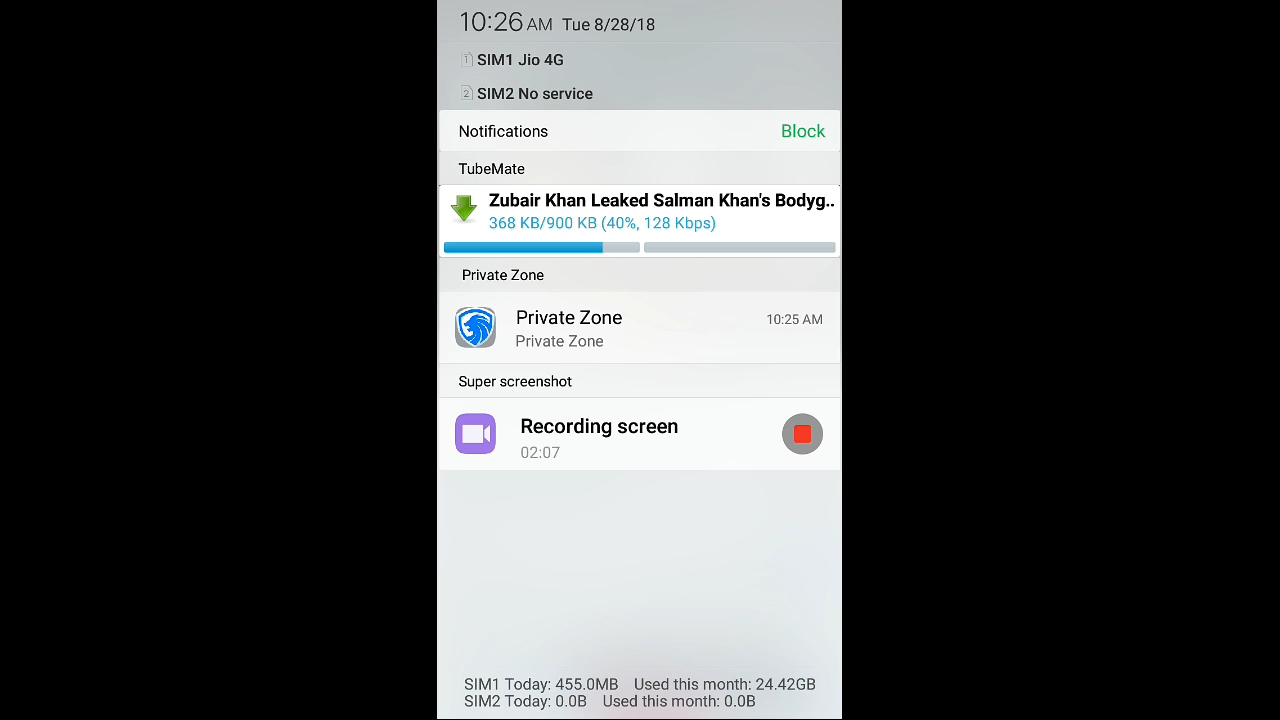 10:26 AM Tue 8/28/18
1 SIM1 Jio 4G
2 SIM2 No service
Notifications Block
TubeMate
Zubair Khan Leaked Salman Khan's Bodyg..
368 KB/900 KB (40%, 128 Kbps)
Private Zone
Private Zone 10:25 AM
Private Zone
Super screenshot
Recording screen
02:07
SIM1 Today: 455.0MB Used this month: 24.42GB
SIM2 Today: 0.0B Used this month: 0.0B